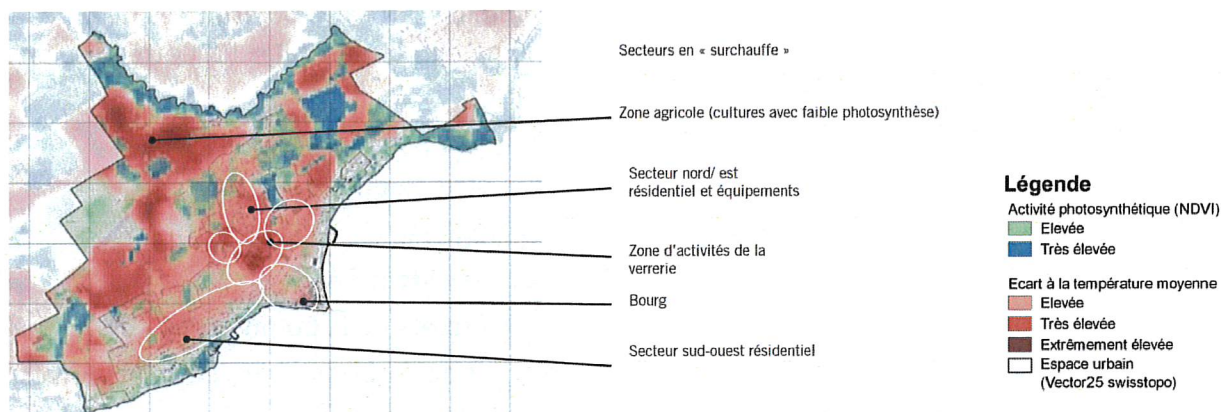 Secteurs en « surchauffe »
Zone agricole (cultures avec faible photosynthèse)
Secteur nord/ est
résidentiel et équipements
Zone d'activités de la
verrerie
Bourg
Secteur sud-ouest résidentiel
Légende
Activité photosynthétique (NDVI)
Elevée
Très élevée
Ecart à la température moyenne
Elevée
Très élevée
Extrêmement élevée
Espace urbain
(Vector25 swisstopo)